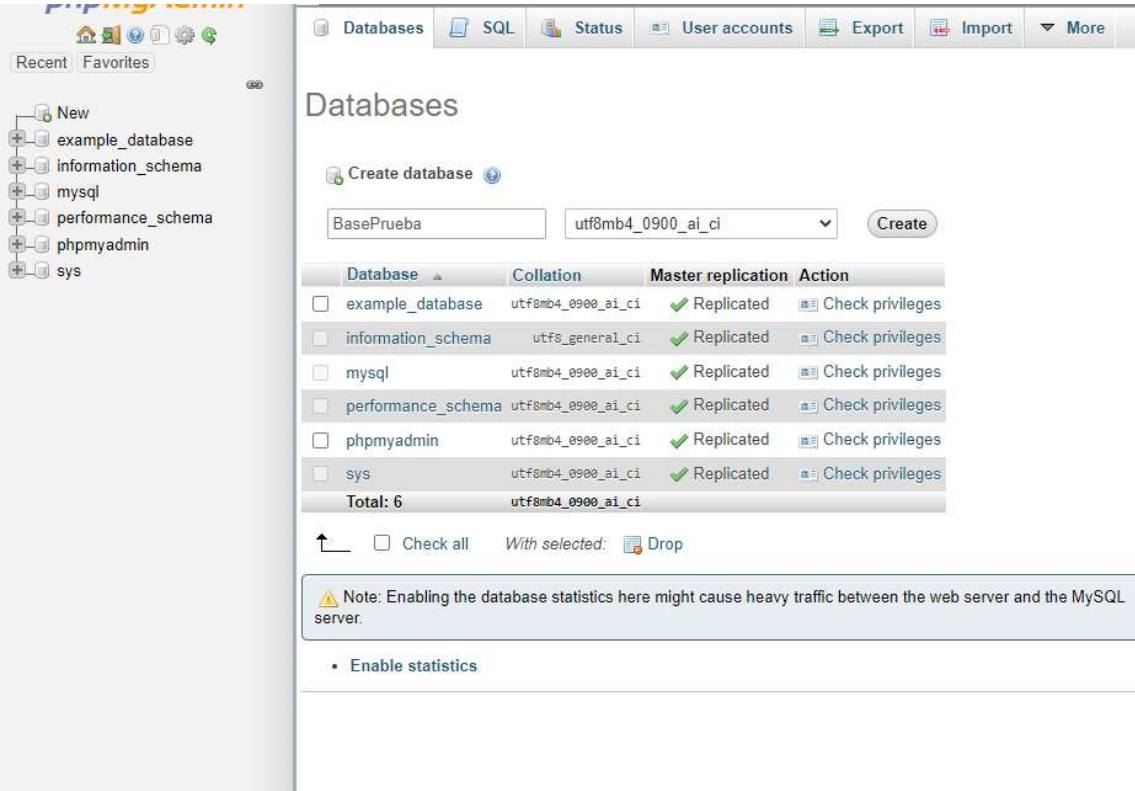 phpMyAdmin
Recent Favorites
New
example_database
information_schema
mysql
performance_schema
phpmyadmin
sys
Databases SQL Status User accounts Export Import More
Databases
Create database
BasePrueba utf8mb4_0900_ai_ci Create
Database Collation Master replication Action
example_database utf8mb4_0900_ai_ci Replicated Check privileges
information_schema utf8_general_ci Replicated Check privileges
mysql utf8mb4_0900_ai_ci Replicated Check privileges
performance_schema utf8mb4_0900_ai_ci Replicated Check privileges
phpmyadmin utf8mb4_0900_ai_ci Replicated Check privileges
sys utf8mb4_0900_ai_ci Replicated Check privileges
Total: 6 utf8mb4_0900_ai_ci
Check all With selected: Drop
Note: Enabling the database statistics here might cause heavy traffic between the web server and the MySQL
server.
• Enable statistics